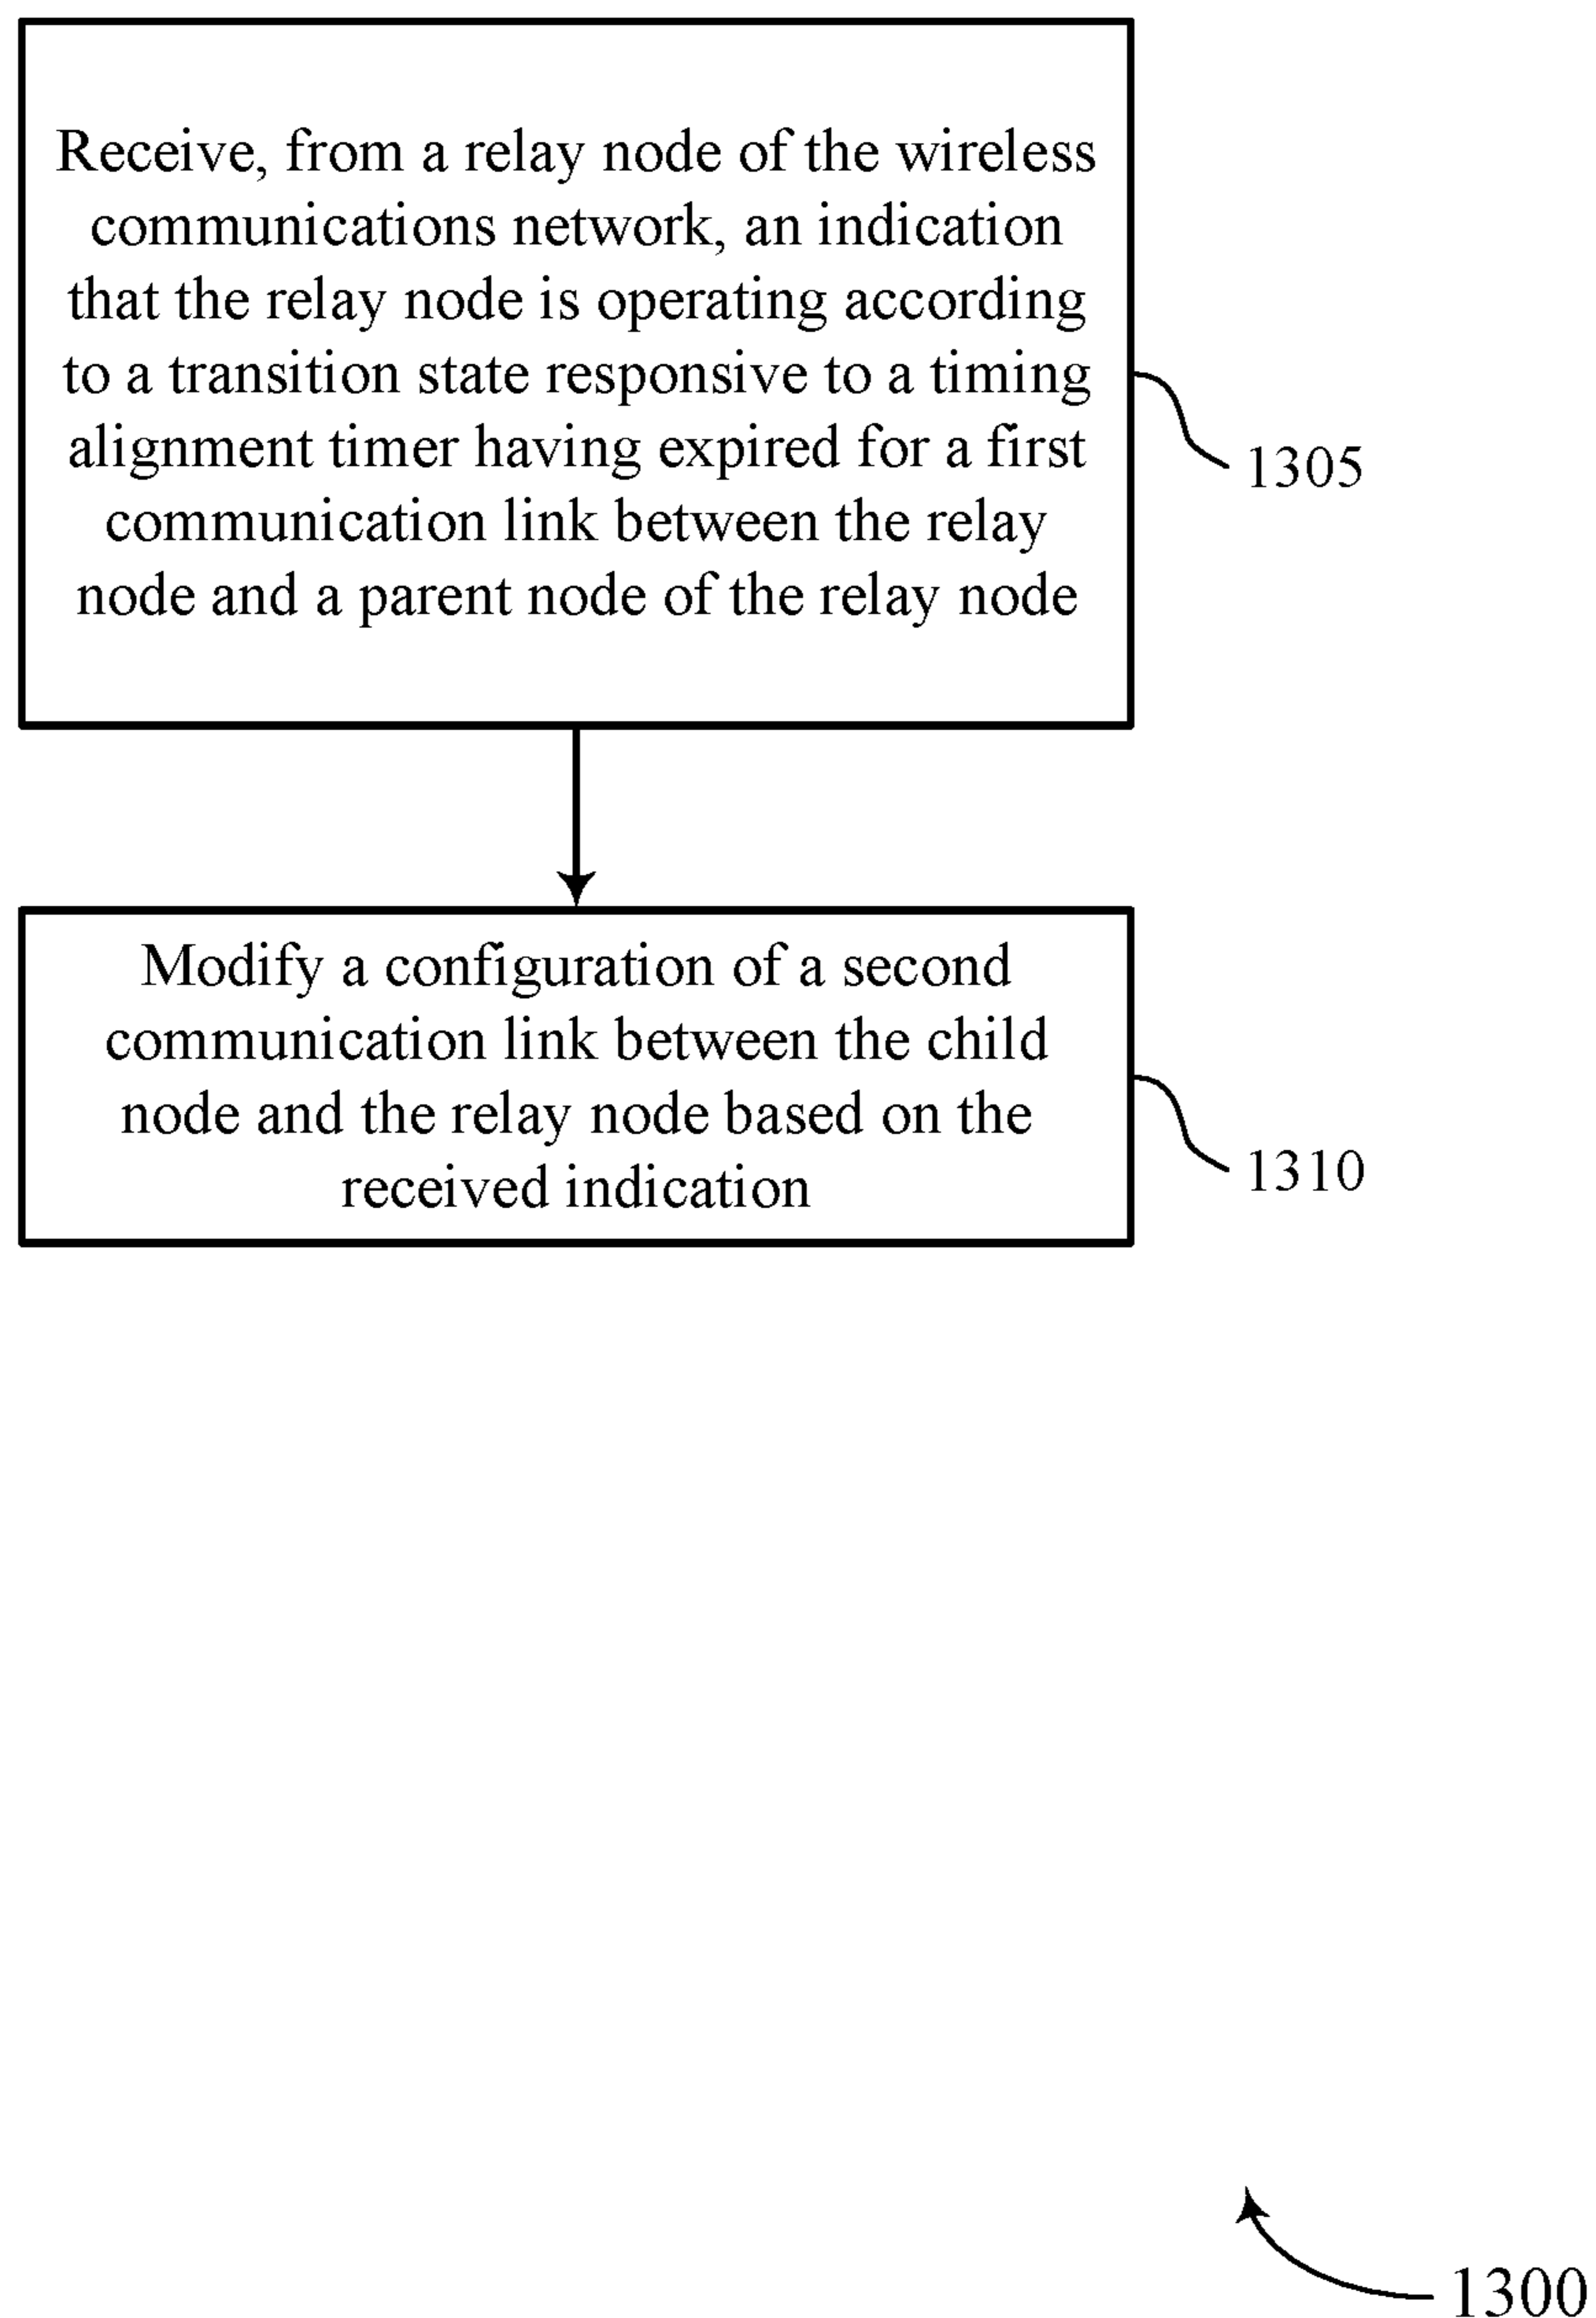 Receive, from a relay node of the wireless
communications network, an indication
that the relay node is operating according
to a transition state responsive to a timing
alignment timer having expired for a first
communication link between the relay
node and a parent node of the relay node
1305
Modify a configuration of a second
communication link between the child
node and the relay node based on the
received indication
1310
1300